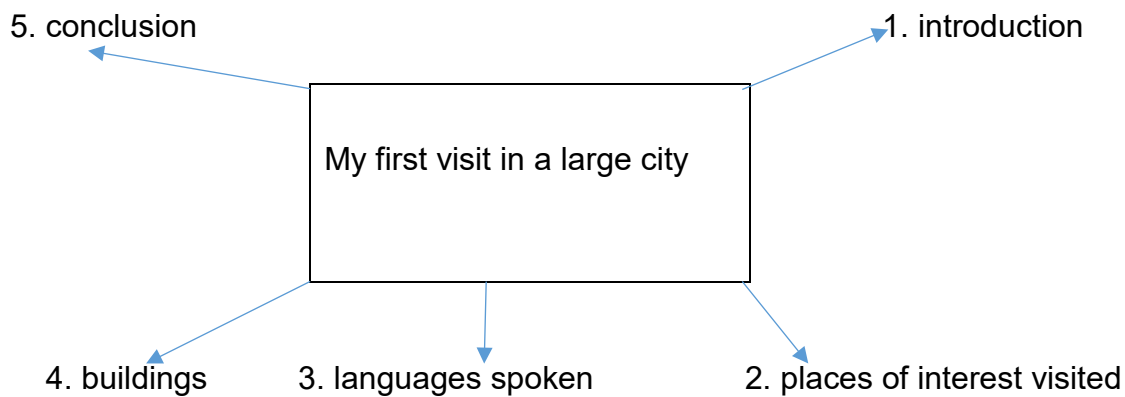 5. conclusion
1. introduction
My first visit in a large city
4. buildings
3. languages spoken
2. places of interest visited